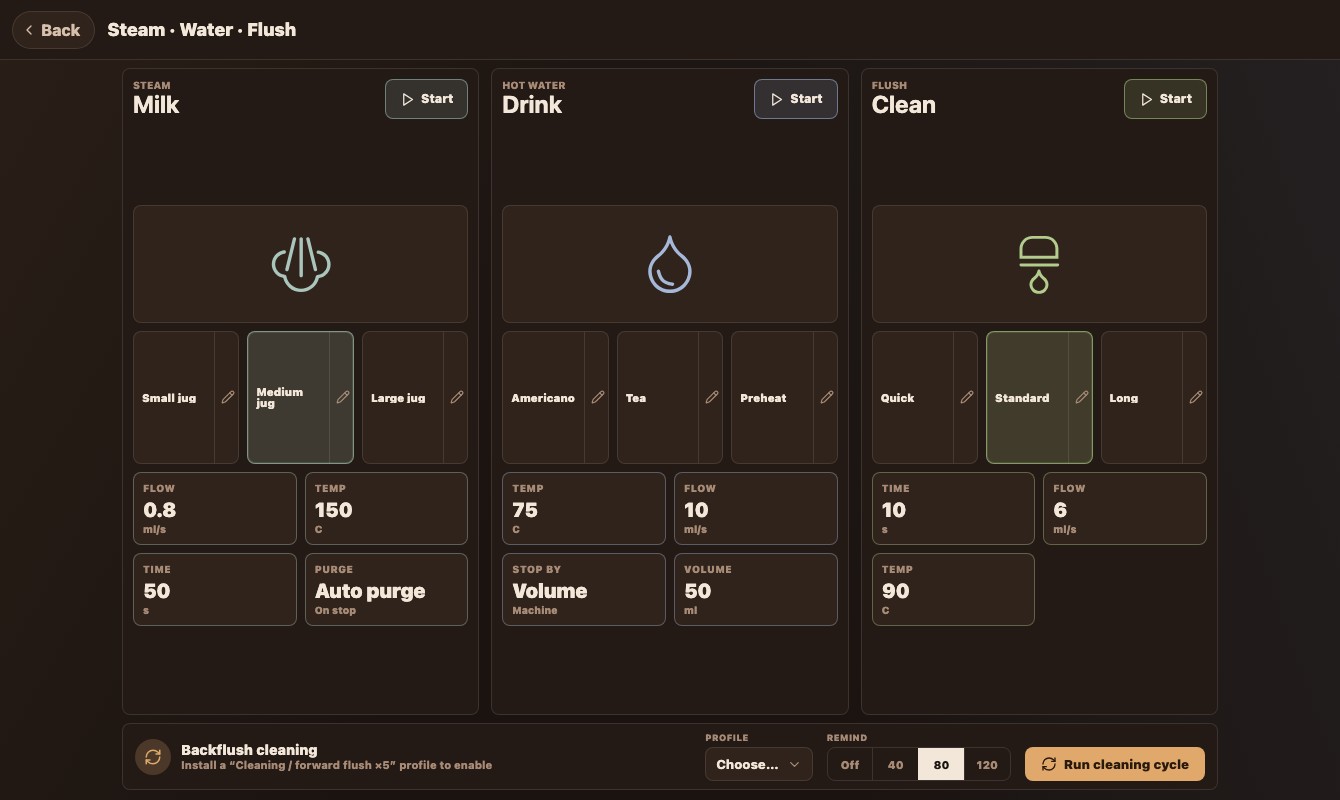 Back
Steam · Water · Flush
STEAM
Milk
Start
HOT WATER
Drink
Start
FLUSH
Clean
Start
Small jug
Medium
jug
Large jug
Americano
Tea
Preheat
Quick
Standard
Long
FLOW
0.8
ml/s
TEMP
150
C
TEMP
75
C
FLOW
10
ml/s
TIME
10
s
FLOW
6
ml/s
TIME
50
s
PURGE
Auto purge
On stop
STOP BY
Volume
Machine
VOLUME
50
ml
TEMP
90
C
Backflush cleaning
Install a “Cleaning / forward flush ×5” profile to enable
PROFILE
Choose...
REMIND
Off
40
80
120
Run cleaning cycle